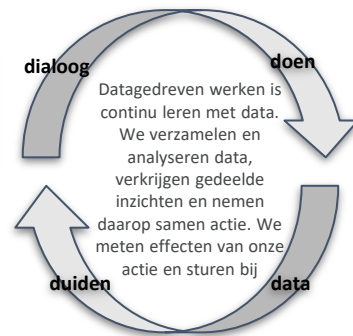 dialoog
doen
Datagedreven werken is
continu leren met data.
We verzamelen en
analyseren data,
verkrijgen gedeelde
inzichten en nemen
daarop samen actie. We
meten effecten van onze
actie en sturen bij
duiden
data